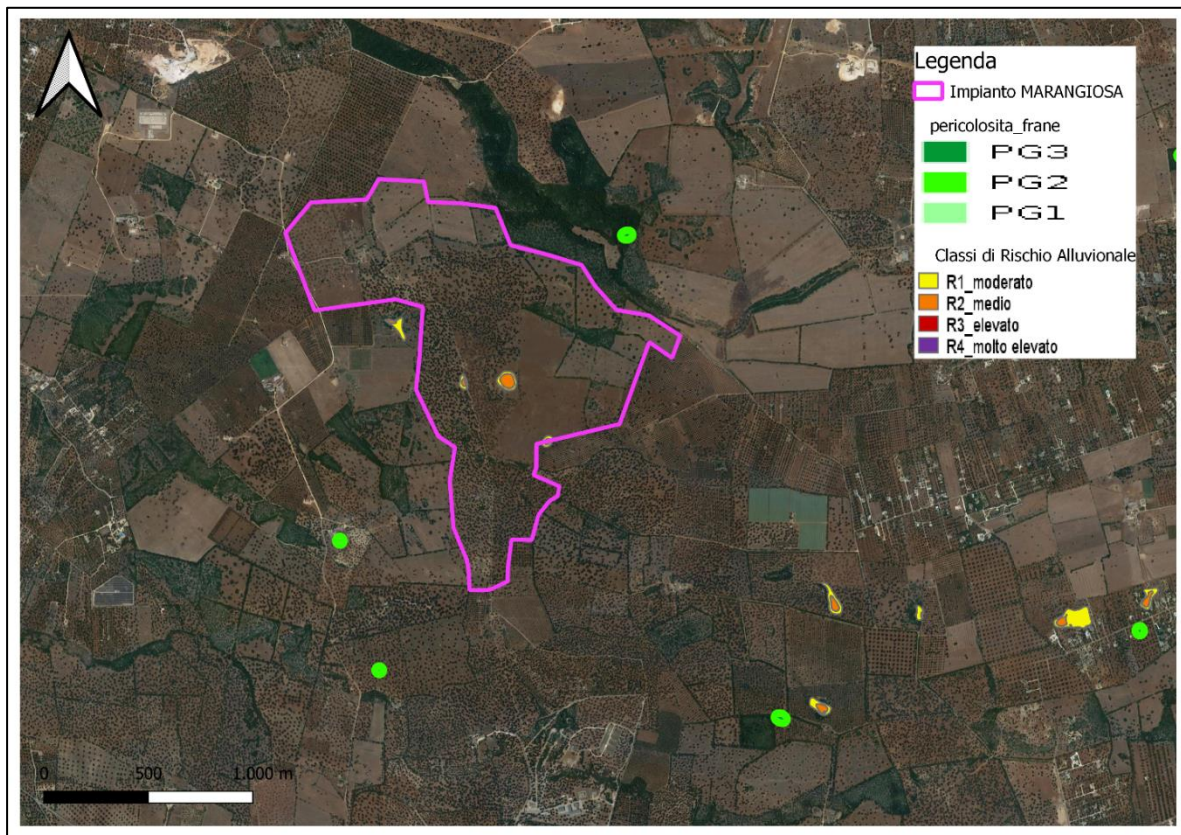 Legenda
Impianto MARANGIOSA
pericolosita_frane
PG3
PG2
PG1
Classi di Rischio Alluvionale
R1_moderato
R2_medio
R3_elevato
R4_molto elevato
0 500 1.000 m